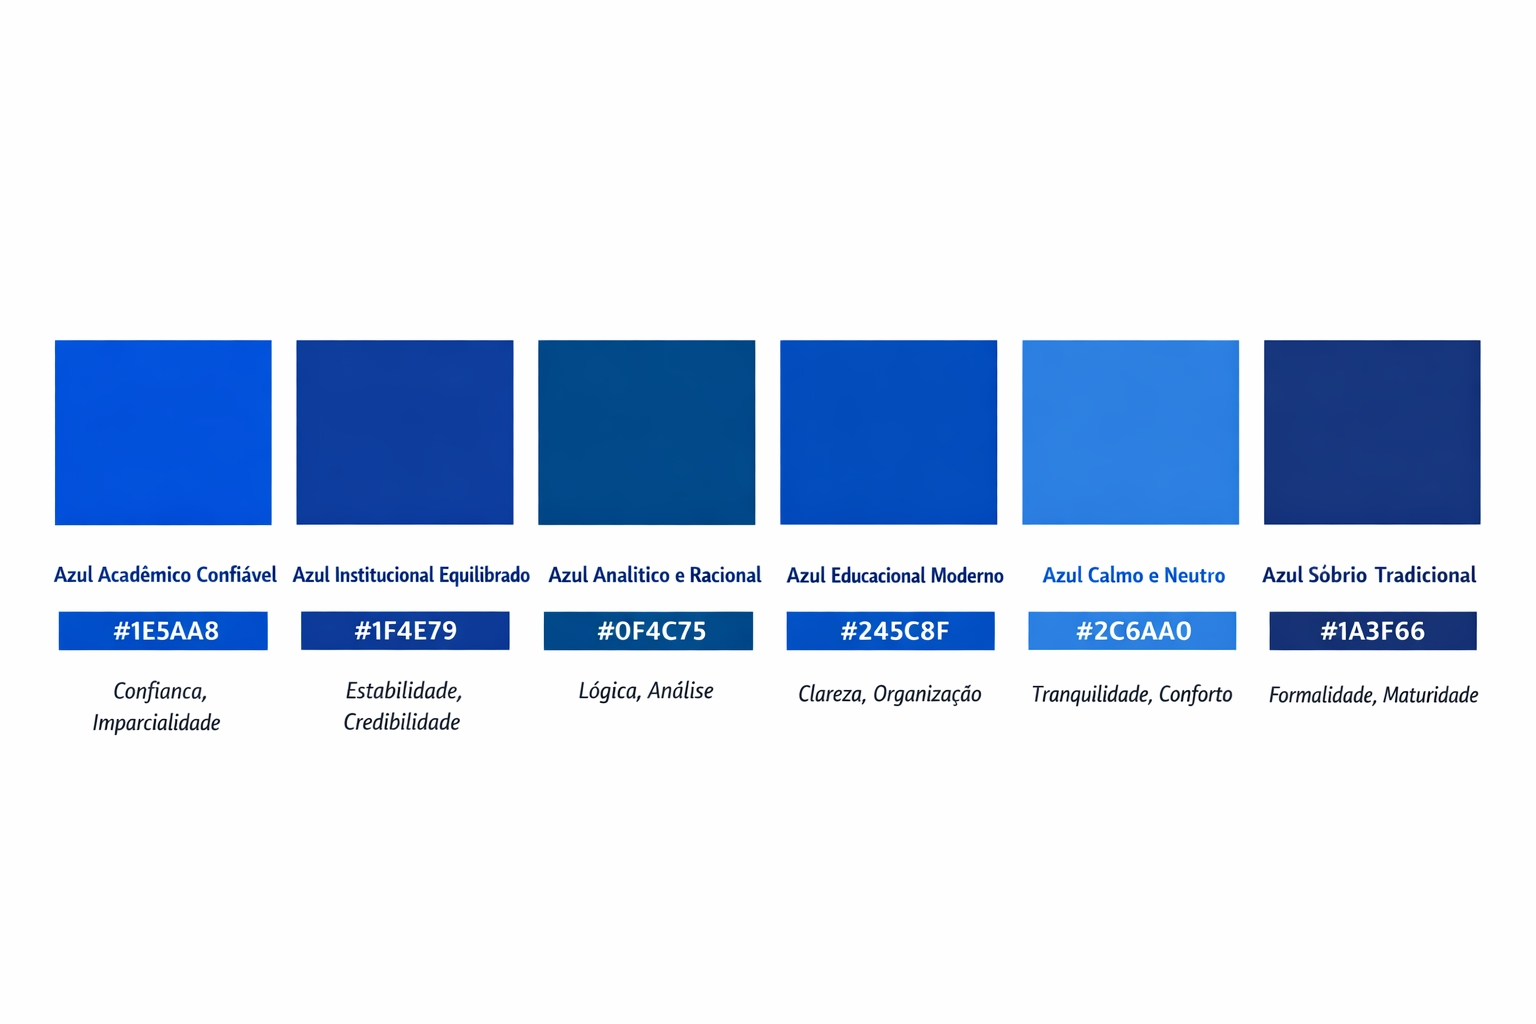 Azul Acadêmico Confiável
#1E5AA8
Confianca,
Imparcialidade
Azul Institucional Equilibrado
#1F4E79
Estabilidade,
Credibilidade
Azul Analitico e Racional
#0F4C75
Lógica, Análise
Azul Educacional Moderno
#245C8F
Clareza, Organização
Azul Calmo e Neutro
#2C6AA0
Tranquilidade, Conforto
Azul Sóbrio Tradicional
#1A3F66
Formalidade, Maturidade